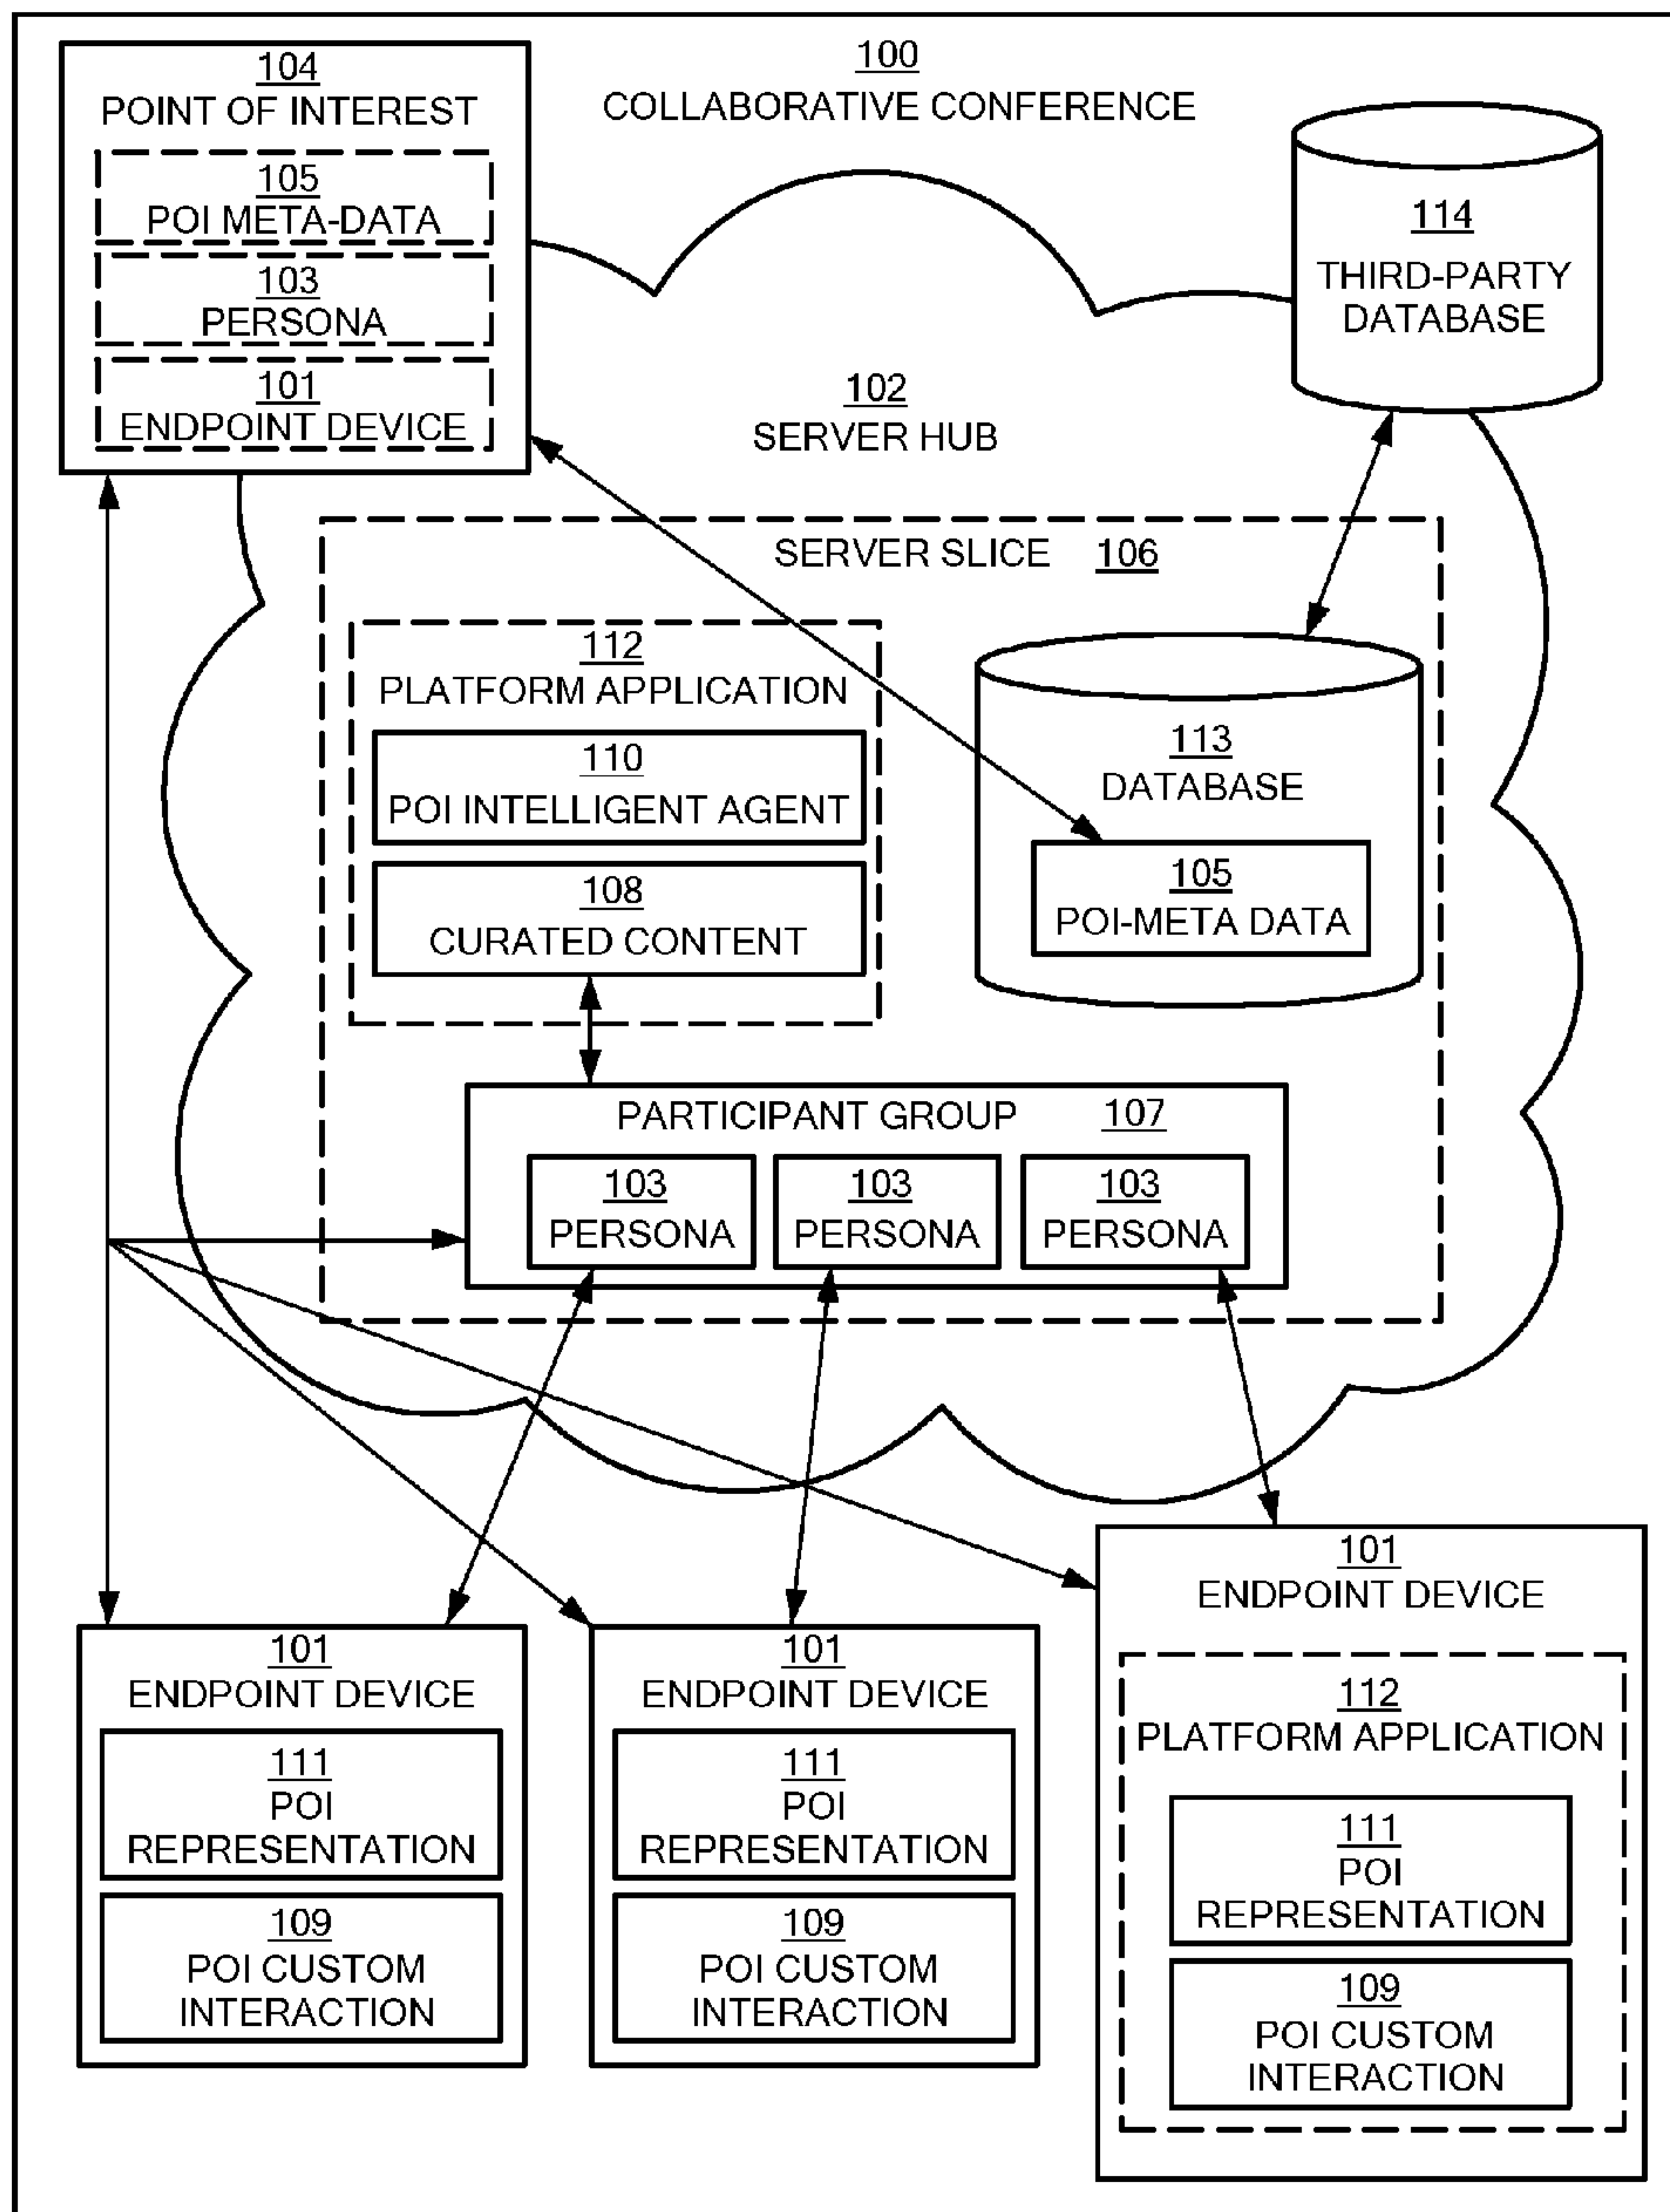 104
POINT OF INTEREST
105
POI META-DATA
103
PERSONA
101
ENDPOINT DEVICE
100
COLLABORATIVE CONFERENCE
114
THIRD-PARTY
DATABASE
102
SERVER HUB
SERVER SLICE 106
112
PLATFORM APPLICATION
110
POI INTELLIGENT AGENT
108
CURATED CONTENT
113
DATABASE
105
POI-META DATA
PARTICIPANT GROUP 107
103
PERSONA
103
PERSONA
103
PERSONA
101
ENDPOINT DEVICE
111
POI
REPRESENTATION
109
POI CUSTOM
INTERACTION
101
ENDPOINT DEVICE
111
POI
REPRESENTATION
109
POI CUSTOM
INTERACTION
101
ENDPOINT DEVICE
112
PLATFORM APPLICATION
111
POI
REPRESENTATION
109
POI CUSTOM
INTERACTION